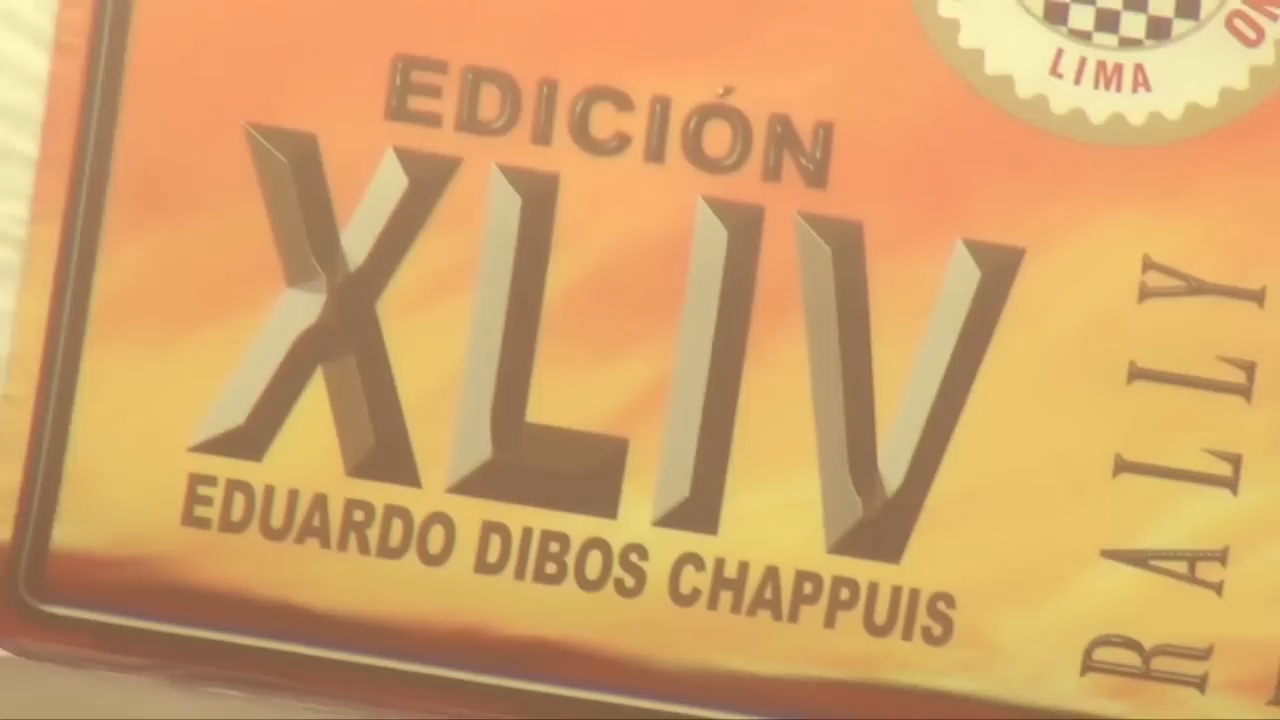 LIMA
EDICIÓN
XLIV
EDUARDO DIBOS CHAPPUIS
RALLY